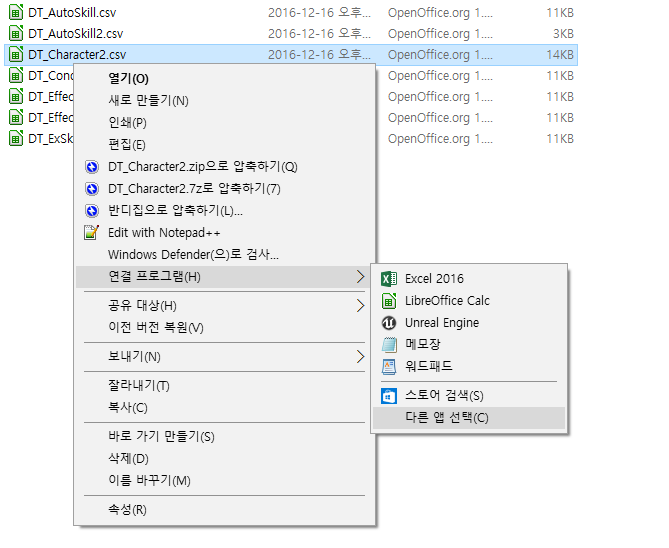 DT_AutoSkill.csv 2016-12-16 오후... OpenOffice.org 1.... 11KB
DT_AutoSkill2.csv 2016-12-16 오후... OpenOffice.org 1.... 3KB
DT_Character2.csv 2016-12-16 오후... OpenOffice.org 1.... 14KB
DT_Conc OpenOffice.org 1.... 11KB
DT_Effec OpenOffice.org 1.... 11KB
DT_Effec OpenOffice.org 1.... 11KB
DT_ExSk OpenOffice.org 1.... 11KB
열기(O)
새로 만들기(N)
인쇄(P)
편집(E)
DT_Character2.zip으로 압축하기(Q)
DT_Character2.7z로 압축하기(7)
반디집으로 압축하기(L)...
Edit with Notepad++
Windows Defender(으)로 검사...
연결 프로그램(H)
공유 대상(H)
이전 버전 복원(V)
보내기(N)
잘라내기(T)
복사(C)
바로 가기 만들기(S)
삭제(D)
이름 바꾸기(M)
속성(R)
Excel 2016
LibreOffice Calc
Unreal Engine
메모장
워드패드
스토어 검색(S)
다른 앱 선택(C)